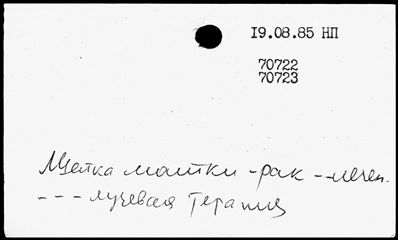 19.08.85 НП
70722
70723
Шейка матки - рак -- лечен.
--- лучевая терапия